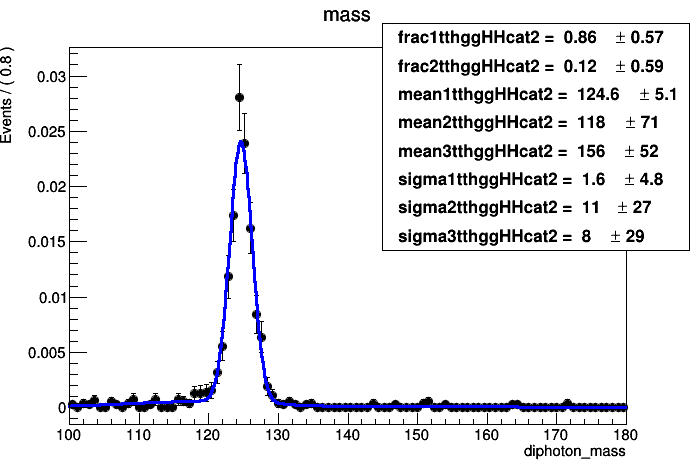 mass
frac1tthggHHcat2 = 0.86 ± 0.57
frac2tthggHHcat2 = 0.12 ± 0.59
mean1tthggHHcat2 = 124.6 ± 5.1
mean2tthggHHcat2 = 118 ± 71
mean3tthggHHcat2 = 156 ± 52
sigma1tthggHHcat2 = 1.6 ± 4.8
sigma2tthggHHcat2 = 11 ± 27
sigma3tthggHHcat2 = 8 ± 29
Events / ( 0.8 )
0.03
0.025
0.02
0.015
0.01
0.005
0
100 110 120 130 140 150 160 170 180
diphoton_mass